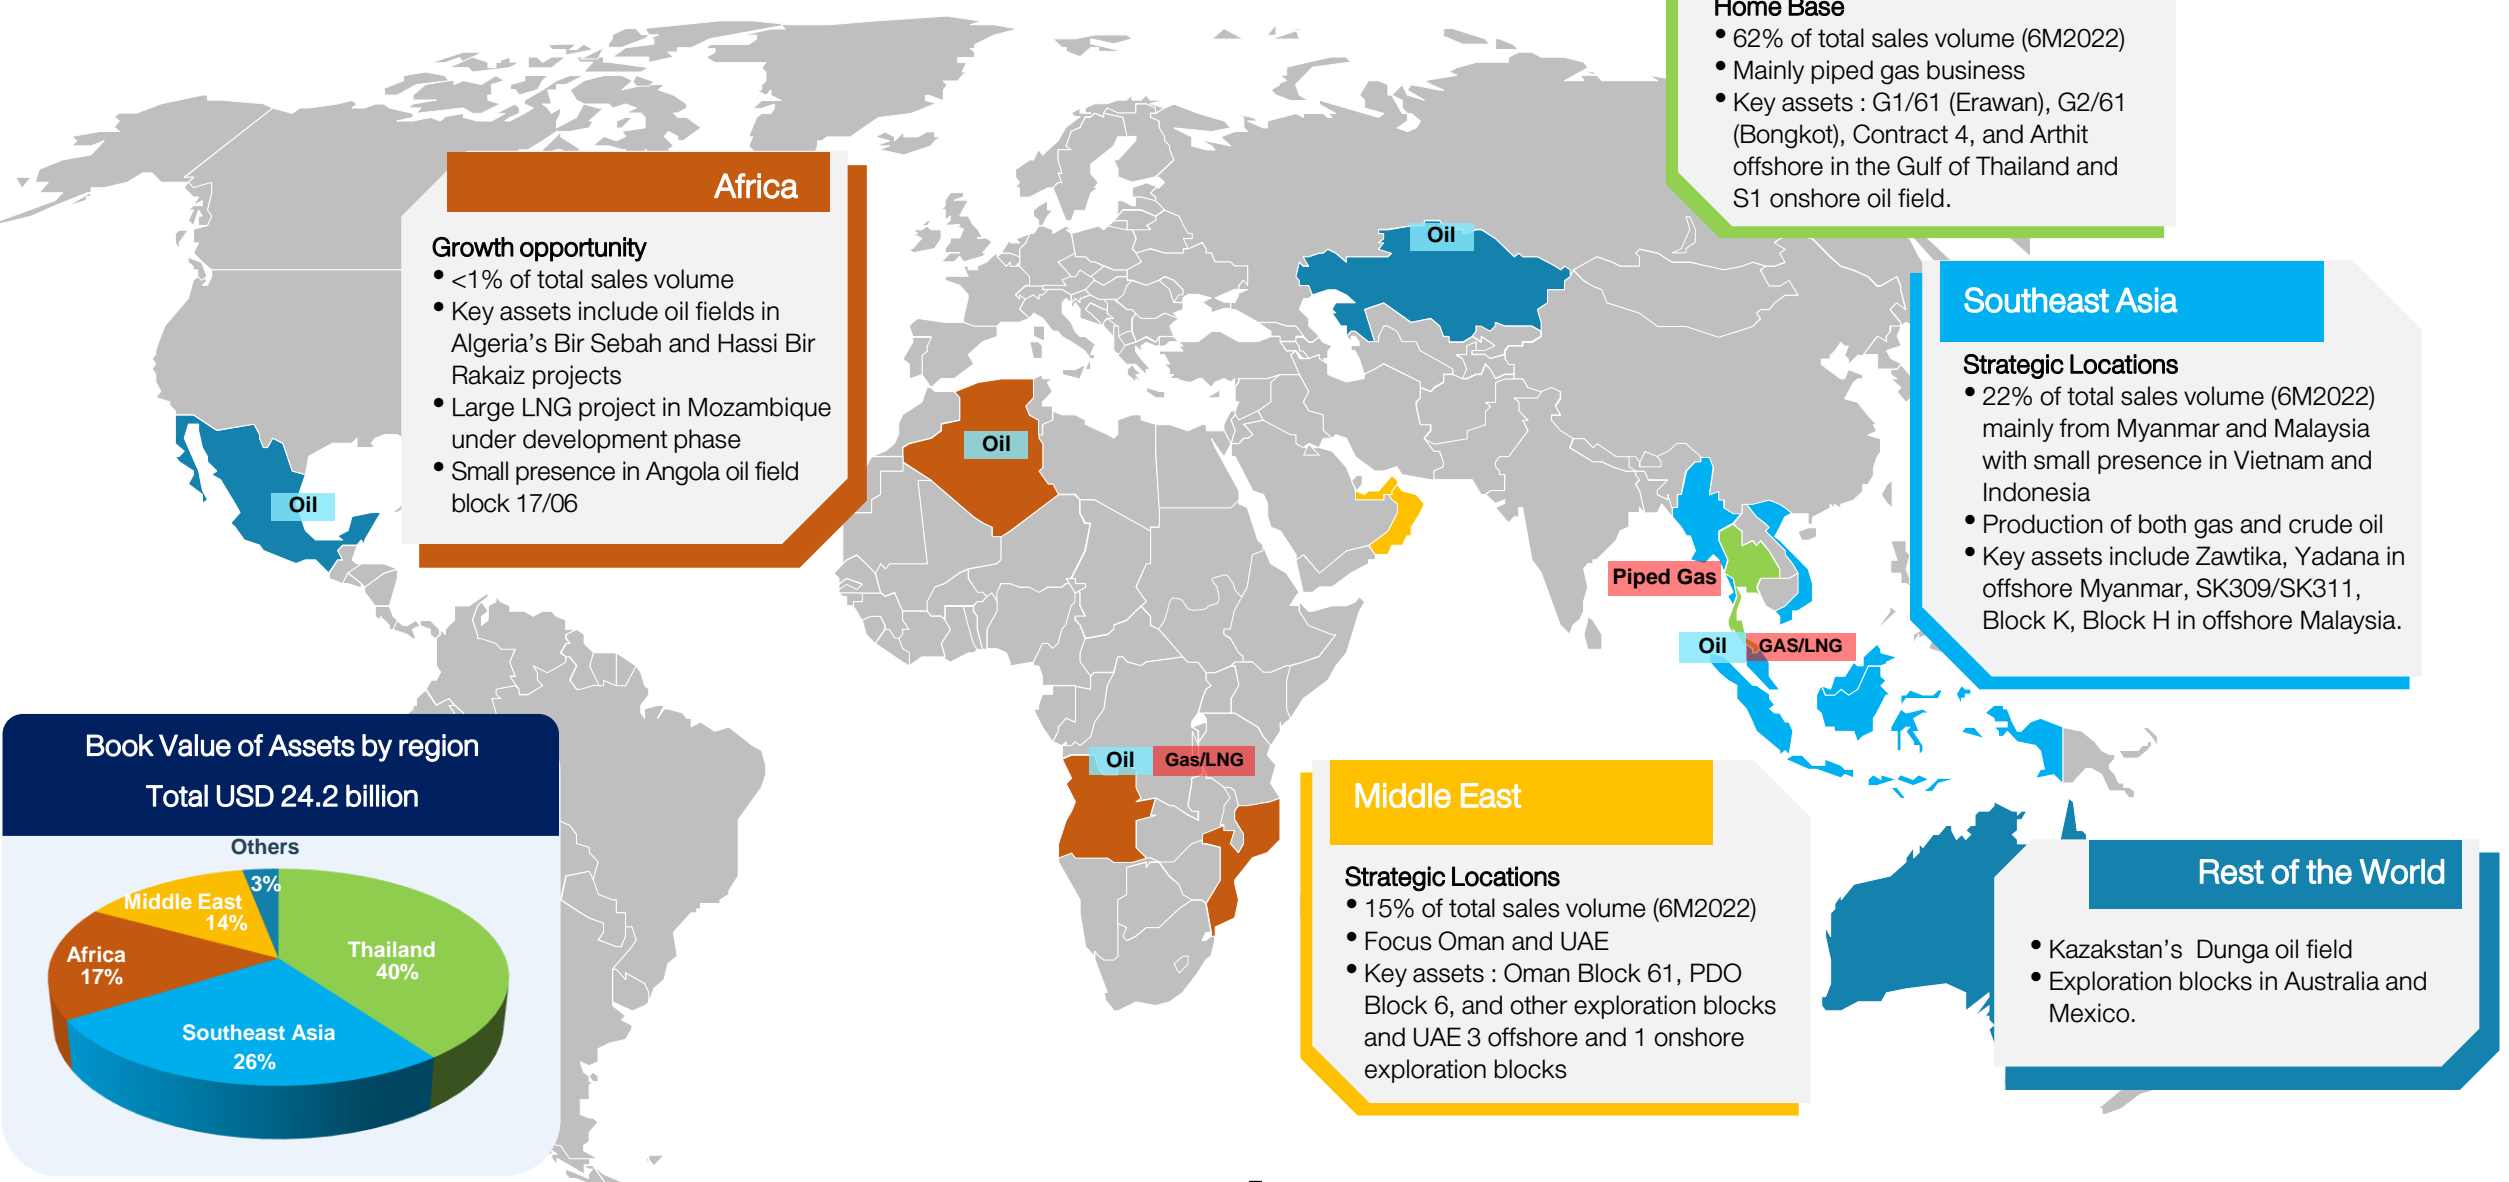 Home Base
• 62% of total sales volume (6M2022)
• Mainly piped gas business
• Key assets : G1/61 (Erawan), G2/61
(Bongkot), Contract 4, and Arthit
offshore in the Gulf of Thailand and
S1 onshore oil field.
Africa
Growth opportunity
• <1% of total sales volume
• Key assets include oil fields in
Algeria's Bir Sebah and Hassi Bir
Rakaiz projects
• Large LNG project in Mozambique
under development phase
• Small presence in Angola oil field
block 17/06
Oil
Southeast Asia
Strategic Locations
• 22% of total sales volume (6M2022)
mainly from Myanmar and Malaysia
with small presence in Vietnam and
Indonesia
• Production of both gas and crude oil
• Key assets include Zawtika, Yadana in
offshore Myanmar, SK309/SK311,
Block K, Block H in offshore Malaysia.
Oil
Oil
Piped Gas
Oil GAS/LNG
Oil Gas/LNG
Book Value of Assets by region
Total USD 24.2 billion
Others
3%
Middle East
14%
Africa
17%
Thailand
40%
Southeast Asia
26%
Middle East
Strategic Locations
• 15% of total sales volume (6M2022)
• Focus Oman and UAE
• Key assets : Oman Block 61, PDO
Block 6, and other exploration blocks
and UAE 3 offshore and 1 onshore
exploration blocks
Rest of the World
• Kazakstan's Dunga oil field
• Exploration blocks in Australia and
Mexico.